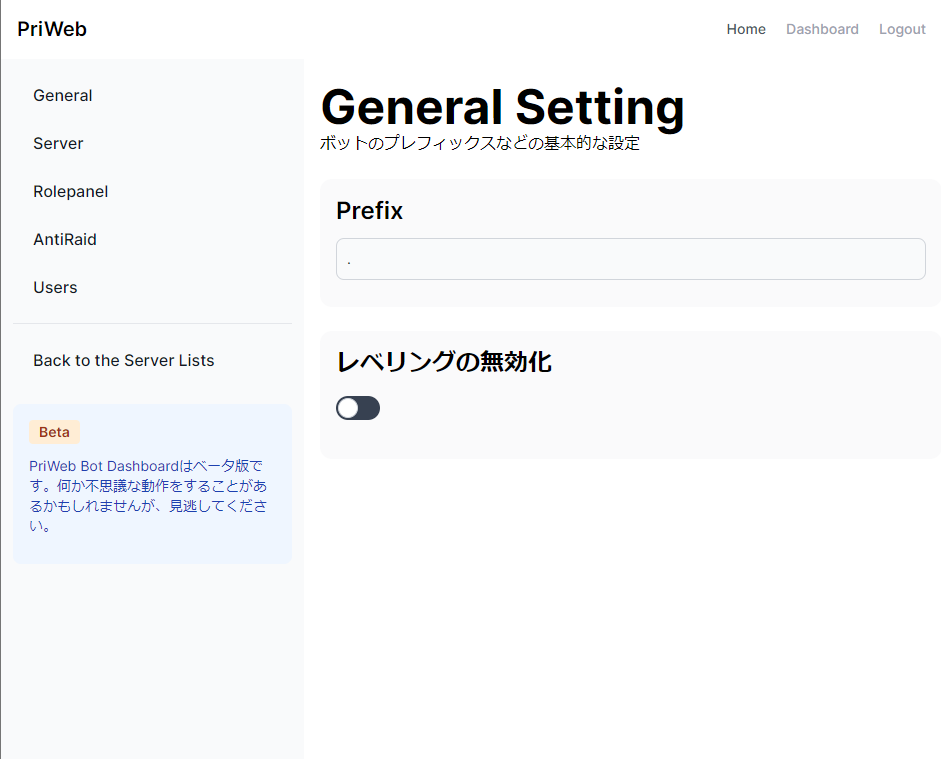 PriWeb
Home Dashboard Logout
General
Server
Rolepanel
AntiRaid
Users
Back to the Server Lists
Beta
PriWeb Bot Dashboardはベータ版で
す。何か不思議な動作をすることがあ
るかもしれませんが、見逃してくださ
い。
General Setting
ボットのプレフィックスなどの基本的な設定
Prefix
.
レベリングの無効化